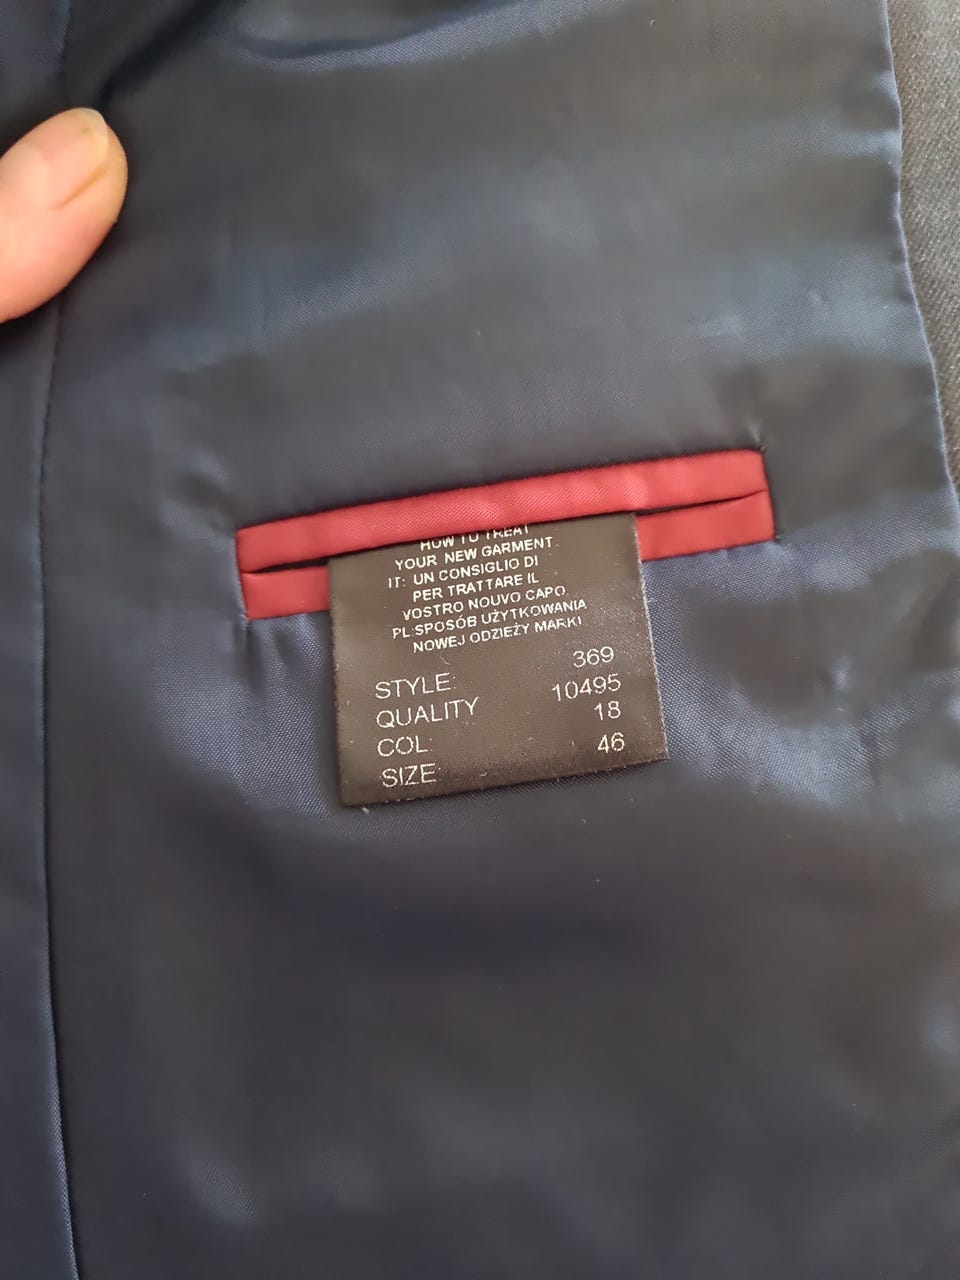 HOW TO TREAT
YOUR NEW GARMENT.
IT: UN CONSIGLIO DI
PER TRATTARE IL
VOSTRO NOUVO CAPO.
PL:SPOSÓB UŻYTKOWANIA
NOWEJ ODZIEŻY MARKI
STYLE: 369
QUALITY 10495
COL: 18
SIZE: 46